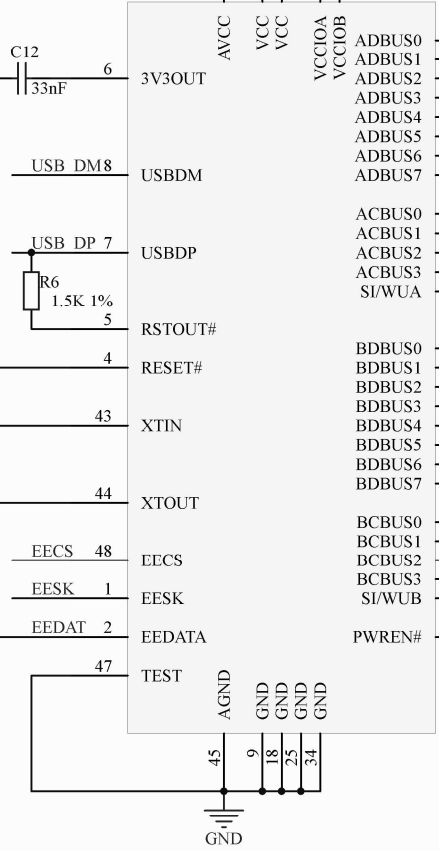 AVCC
VCC
VCC
VCCIOA
VCCIOB
C12
33nF
6
3V3OUT
USB_DM 8
USBDM
USB_DP 7
USBDP
R6
1.5K 1%
5
RSTOUT#
4
RESET#
43
XTIN
44
XTOUT
EECS 48
EECS
EESK 1
EESK
EEDAT 2
EEDATA
47
TEST
ADBUS0
ADBUS1
ADBUS2
ADBUS3
ADBUS4
ADBUS5
ADBUS6
ADBUS7
ACBUS0
ACBUS1
ACBUS2
ACBUS3
SI/WUA
BDBUS0
BDBUS1
BDBUS2
BDBUS3
BDBUS4
BDBUS5
BDBUS6
BDBUS7
BCBUS0
BCBUS1
BCBUS2
BCBUS3
SI/WUB
PWREN#
AGND
GND
GND
GND
GND
45
9
18
25
34
GND